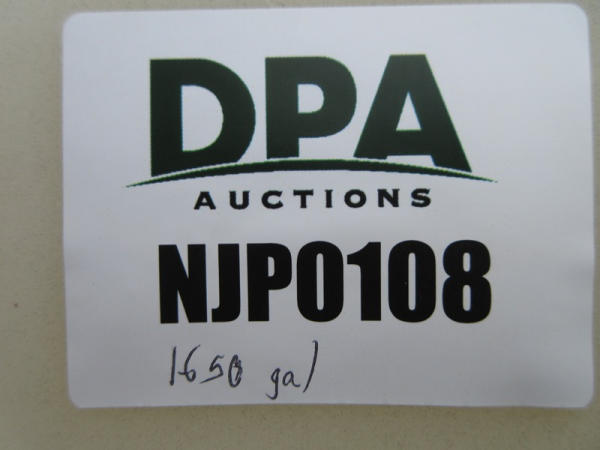 DPA
AUCTIONS
NJP0108
1650 gal